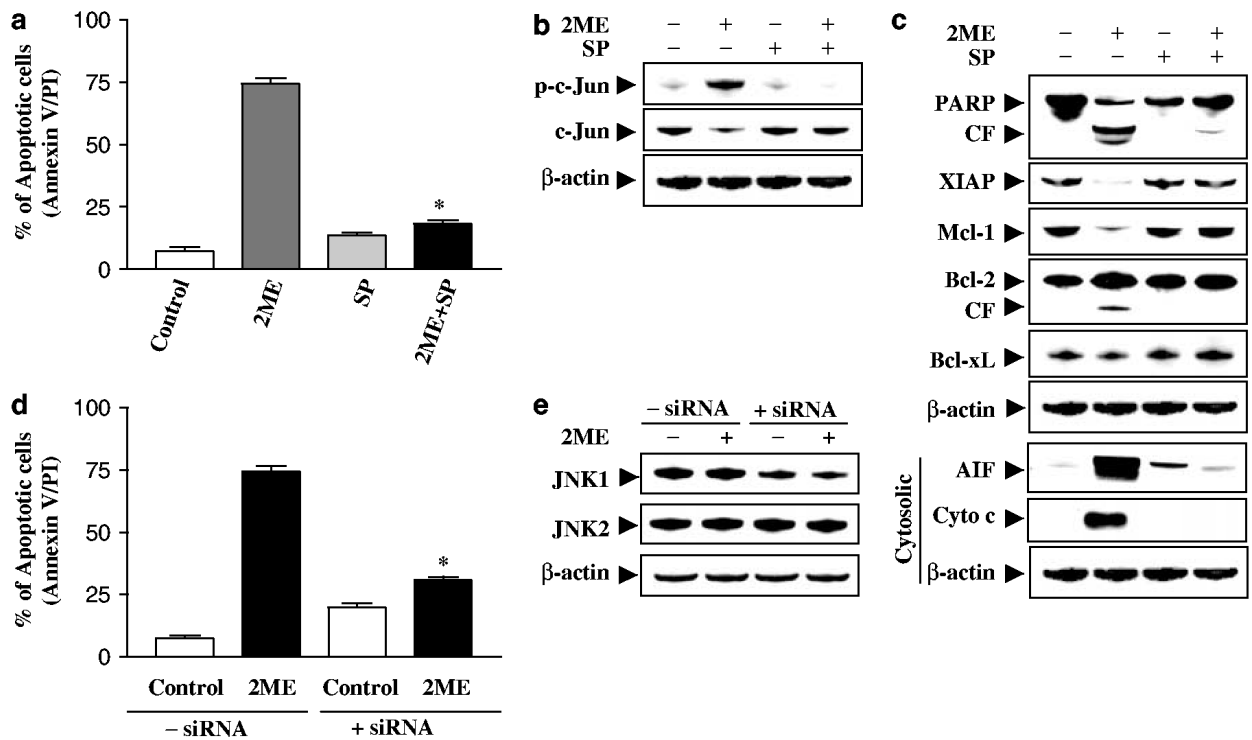 a
% of Apoptotic cells
(Annexin V/PI)
100
75
50
25
0
Control
2ME
SP
2ME+SP
*
b
2ME − + − +
SP − − + +
p-c-Jun
c-Jun
β-actin
c
2ME − + − +
SP − − + +
PARP
CF
XIAP
Mcl-1
Bcl-2
CF
Bcl-xL
β-actin
Cytosolic
AIF
Cyto c
β-actin
d
% of Apoptotic cells
(Annexin V/PI)
100
75
50
25
0
*
Control 2ME Control 2ME
− siRNA + siRNA
e
− siRNA + siRNA
2ME − + − +
JNK1
JNK2
β-actin